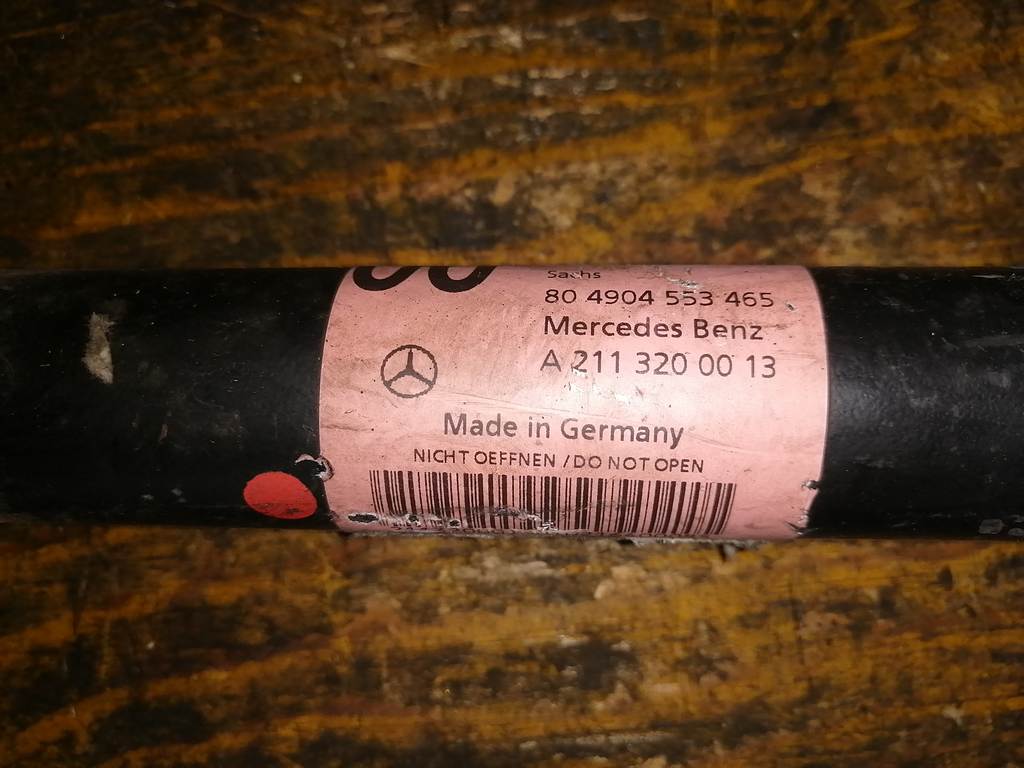 Sachs
80 4904 553 465
Mercedes Benz
A 211 320 00 13
Made in Germany
NICHT OEFFNEN / DO NOT OPEN